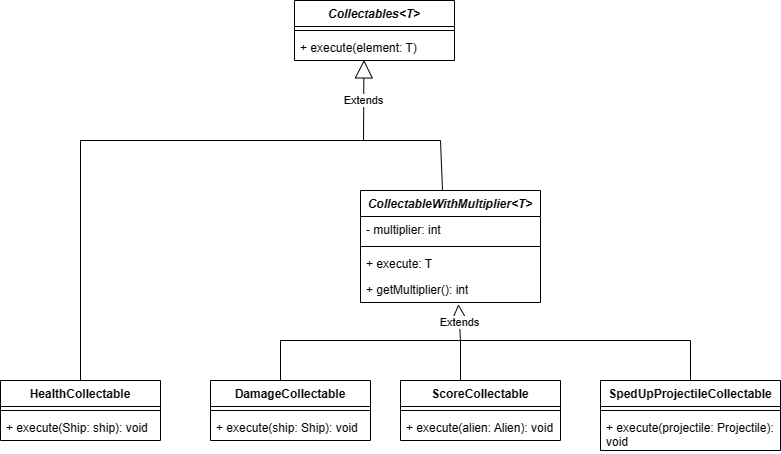 Collectables<T>
+ execute(element: T)
Extends
CollectableWithMultiplier<T>
- multiplier: int
+ execute: T
+ getMultiplier(): int
Extends
HealthCollectable
+ execute(Ship: ship): void
DamageCollectable
+ execute(ship: Ship): void
ScoreCollectable
+ execute(alien: Alien): void
SpedUpProjectileCollectable
+ execute(projectile: Projectile):
void